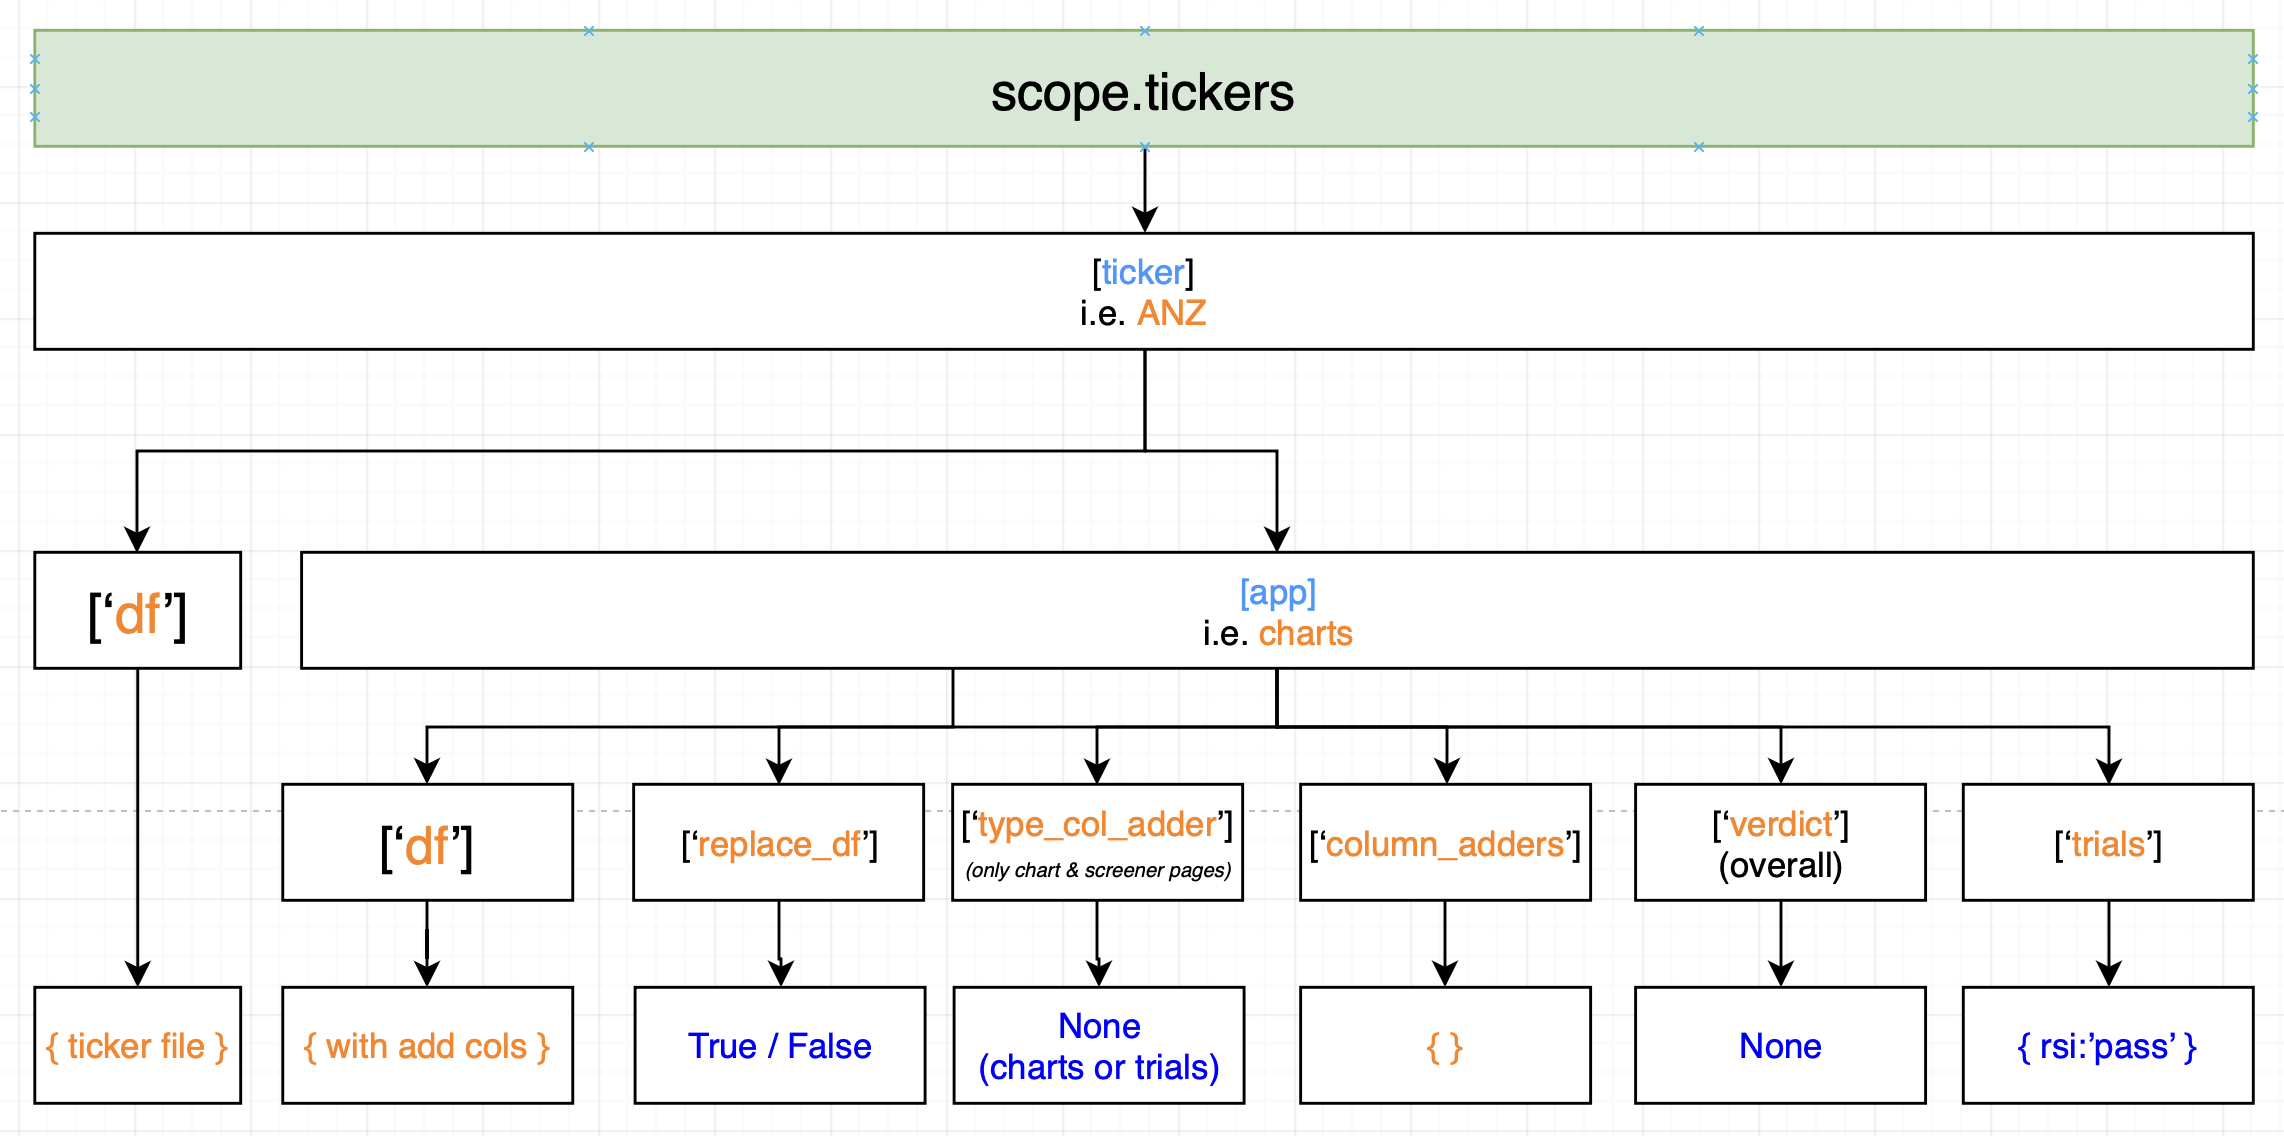 scope.tickers
[ticker]
i.e. ANZ
[‘df’]
[app]
i.e. charts
[‘df’]
[‘replace_df’]
[‘type_col_adder’]
(only chart & screener pages)
[‘column_adders’]
[‘verdict’]
(overall)
[‘trials’]
{ ticker file }
{ with add cols }
True / False
None
(charts or trials)
{ }
None
{ rsi:’pass’ }